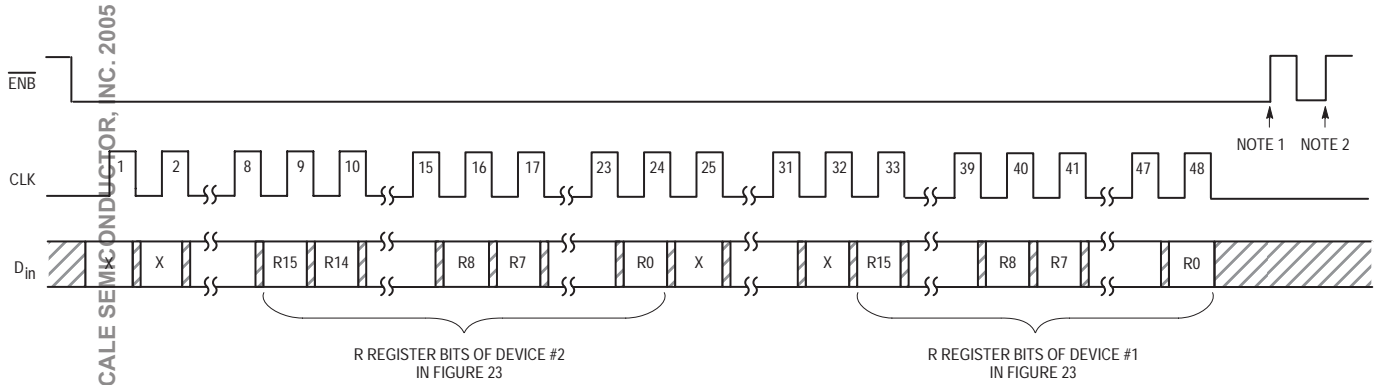 CALE SEMICONDUCTOR, INC. 2005
ENB
NOTE 1 NOTE 2
CLK
1 2 8 9 10 15 16 17 23 24 25 31 32 33 39 40 41 47 48
Din
X X R15 R14 R8 R7 R0 X X R15 R8 R7 R0
R REGISTER BITS OF DEVICE #2
IN FIGURE 23
R REGISTER BITS OF DEVICE #1
IN FIGURE 23